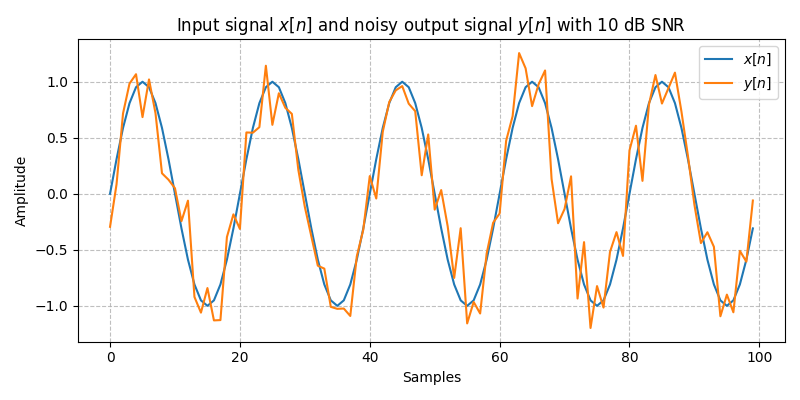 Input signal x[n] and noisy output signal y[n] with 10 dB SNR
x[n]
y[n]
Amplitude
1.0
0.5
0.0
−0.5
−1.0
0 20 40 60 80 100
Samples